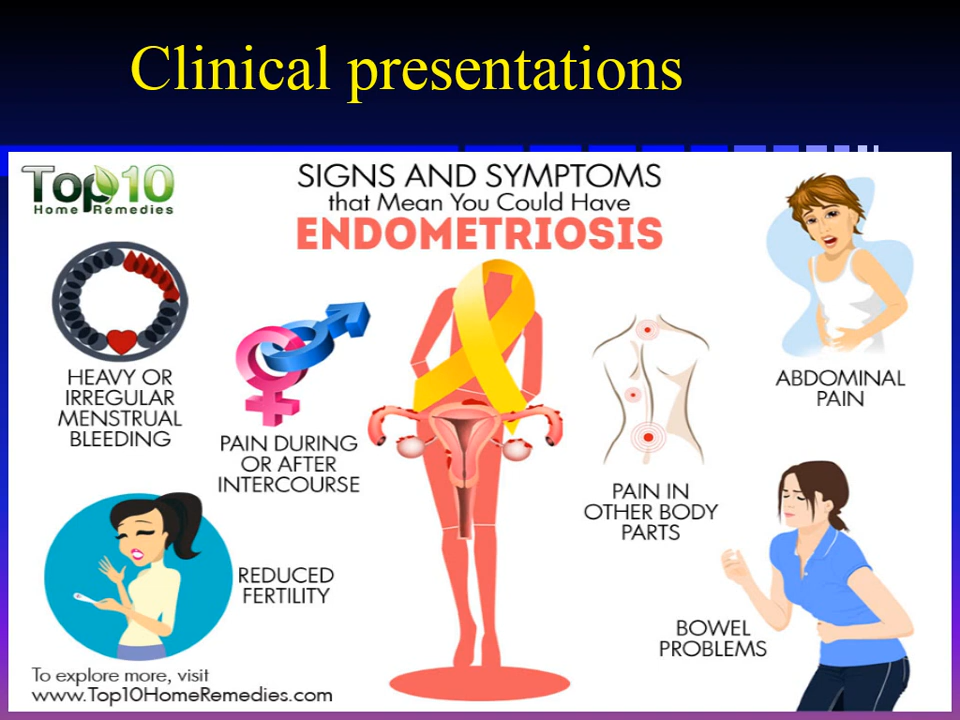 Clinical presentations
Top10
Home Remedies
SIGNS AND SYMPTOMS
that Mean You Could Have
ENDOMETRIOSIS
HEAVY OR
IRREGULAR
MENSTRUAL
BLEEDING
PAIN DURING
OR AFTER
INTERCOURSE
PAIN IN
OTHER BODY
PARTS
ABDOMINAL
PAIN
REDUCED
FERTILITY
BOWEL
PROBLEMS
To explore more, visit
www.Top10HomeRemedies.com